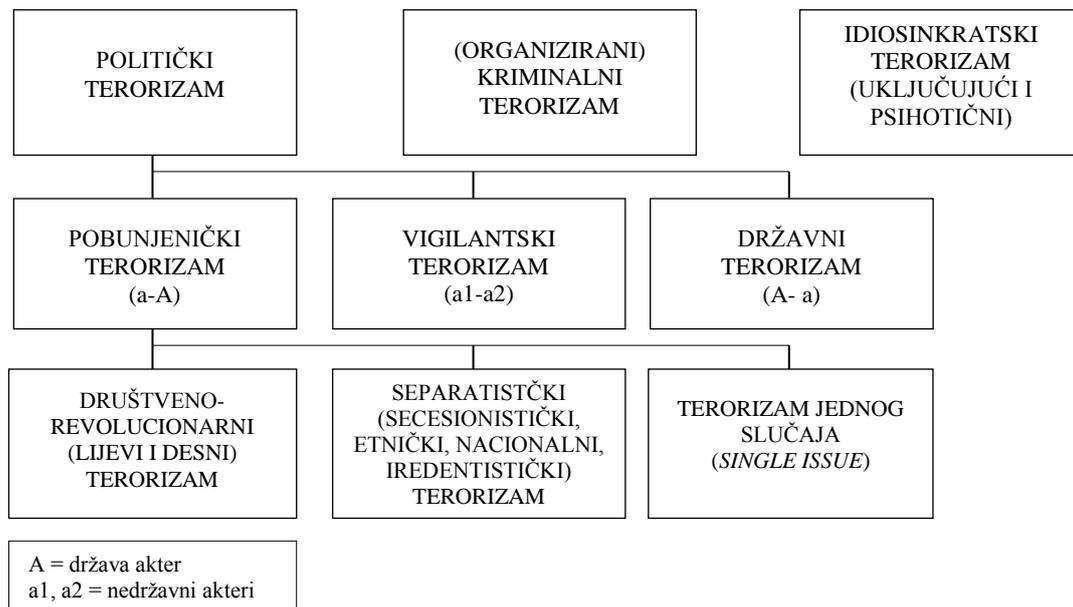 POLITIČKI
TERORIZAM
(ORGANIZIRANI)
KRIMINALNI
TERORIZAM
IDIOSINKRATSKI
TERORIZAM
(UKLJUČUJUĆI I
PSIHOTIČNI)
POBUNJENIČKI
TERORIZAM
(a-A)
VIGILANTSKI
TERORIZAM
(a1-a2)
DRŽAVNI
TERORIZAM
(A- a)
DRUŠTVENO-
REVOLUCIONARNI
(LIJEVI I DESNI)
TERORIZAM
SEPARATISTČKI
(SECESIONISTIČKI,
ETNIČKI, NACIONALNI,
IREDENTISTIČKI)
TERORIZAM
TERORIZAM JEDNOG
SLUČAJA
(SINGLE ISSUE)
A = država akter
a1, a2 = nedržavni akteri